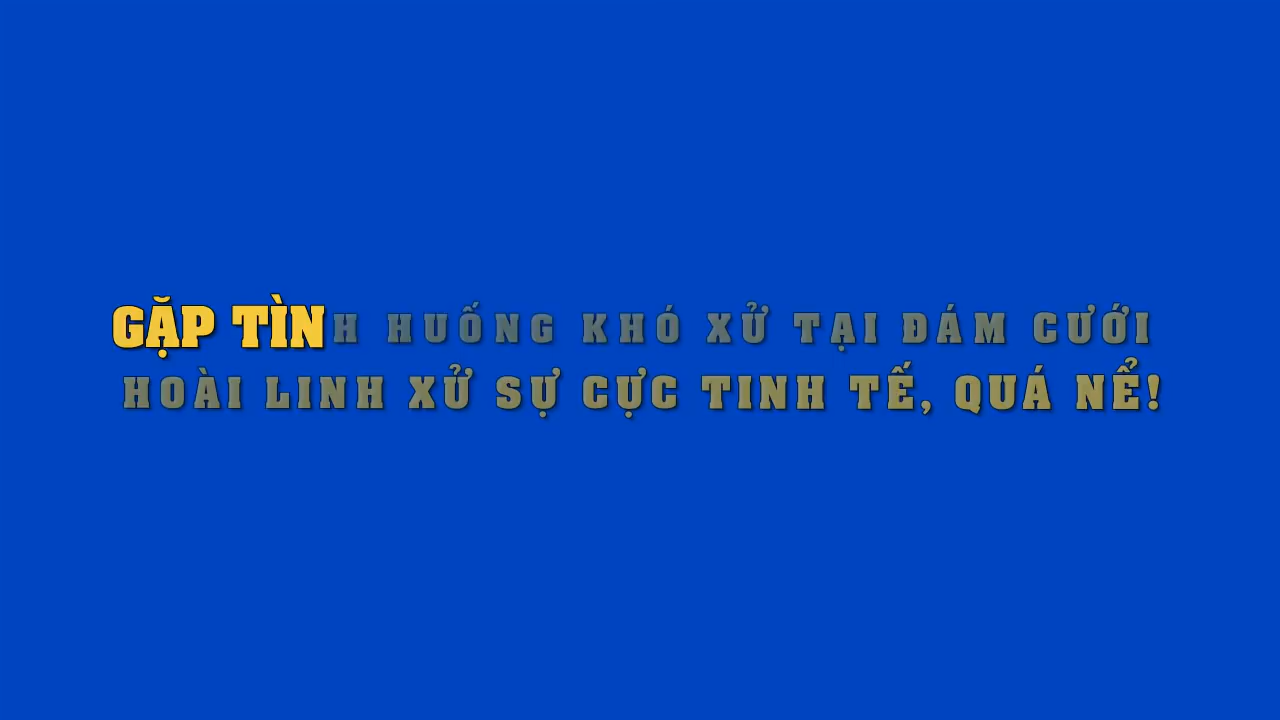 GẶP TÌNH HUỐNG KHÓ XỬ TẠI ĐÁM CƯỚI
HOÀI LINH XỬ SỰ CỰC TINH TẾ, QUÁ NỂ!